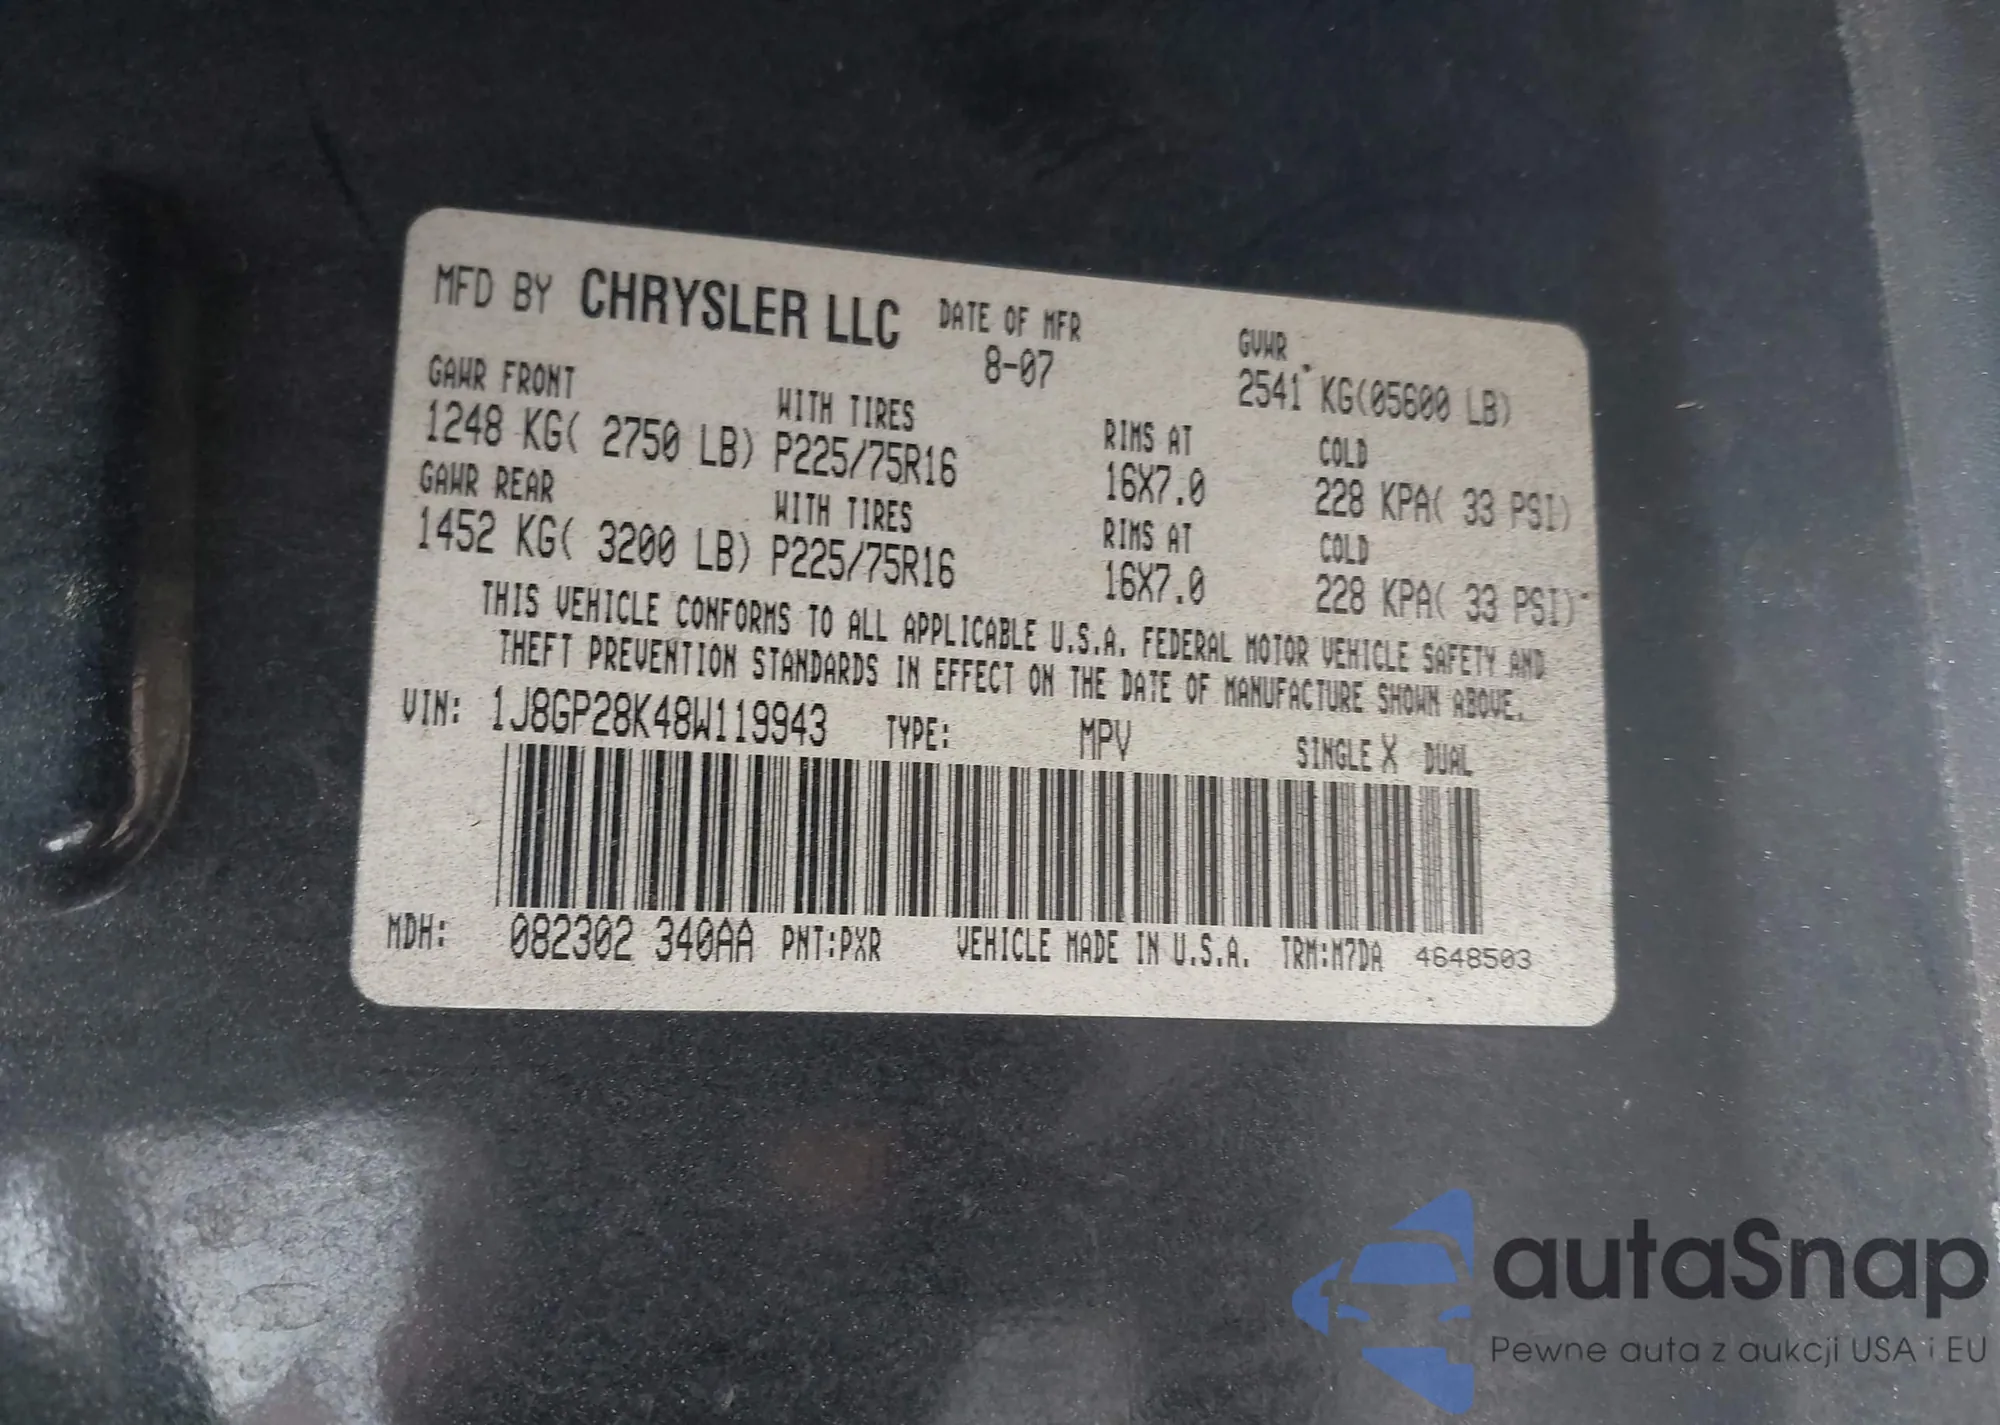 MFD BY CHRYSLER LLC DATE OF MFR GVWR
8-07 2541 KG(05600 LB)
GAWR FRONT WITH TIRES RIMS AT COLD
1248 KG( 2750 LB) P225/75R16 16X7.0 228 KPA( 33 PSI)
GAWR REAR WITH TIRES RIMS AT COLD
1452 KG( 3200 LB) P225/75R16 16X7.0 228 KPA( 33 PSI)
THIS VEHICLE CONFORMS TO ALL APPLICABLE U.S.A. FEDERAL MOTOR VEHICLE SAFETY AND
THEFT PREVENTION STANDARDS IN EFFECT ON THE DATE OF MANUFACTURE SHOWN ABOVE.
VIN: 1J8GP28K48W119943 TYPE: MPV SINGLE X DUAL
MDH: 082302 340AA PNT:PXR VEHICLE MADE IN U.S.A. TRM:M7DA 4648503
autaSnap
Pewne auta z aukcji USA i EU